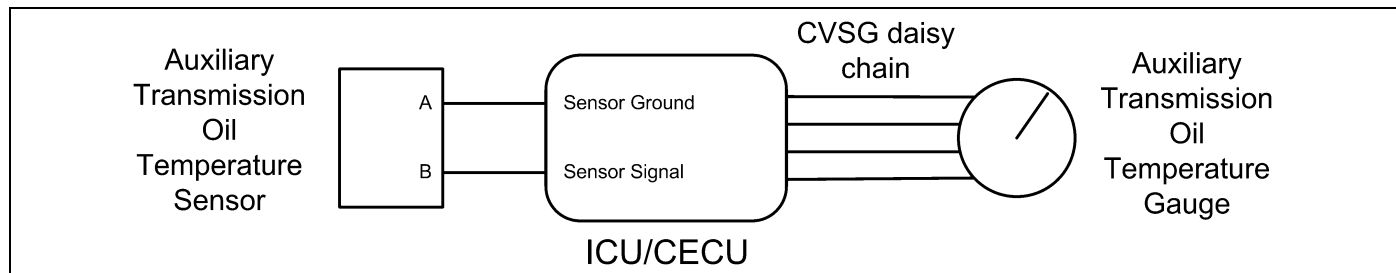 Auxiliary
Transmission
Oil
Temperature
Sensor
A
B
Sensor Ground
Sensor Signal
ICU/CECU
CVSG daisy
chain
Auxiliary
Transmission
Oil
Temperature
Gauge